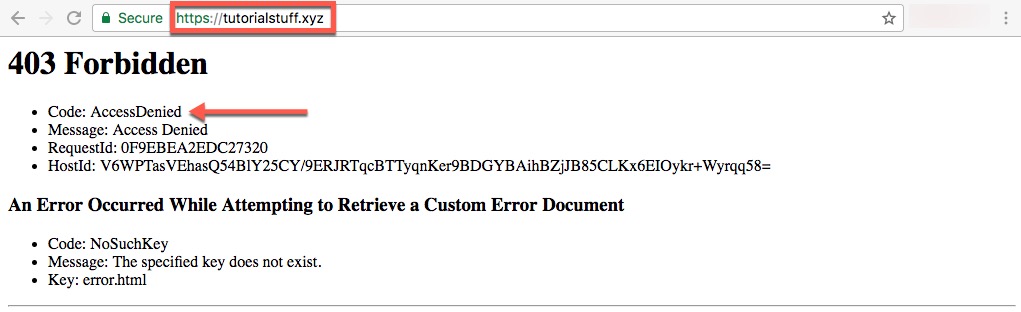 Secure https://tutorialstuff.xyz
403 Forbidden
• Code: AccessDenied
• Message: Access Denied
• RequestId: 0F9EBEA2EDC27320
• HostId: V6WPTasVEhasQ54BlY25CY/9ERJRTqcBTTyqnKer9BDGYBAihBZjJB85CLKx6EIOykr+Wyrqq58=
An Error Occurred While Attempting to Retrieve a Custom Error Document
• Code: NoSuchKey
• Message: The specified key does not exist.
• Key: error.html